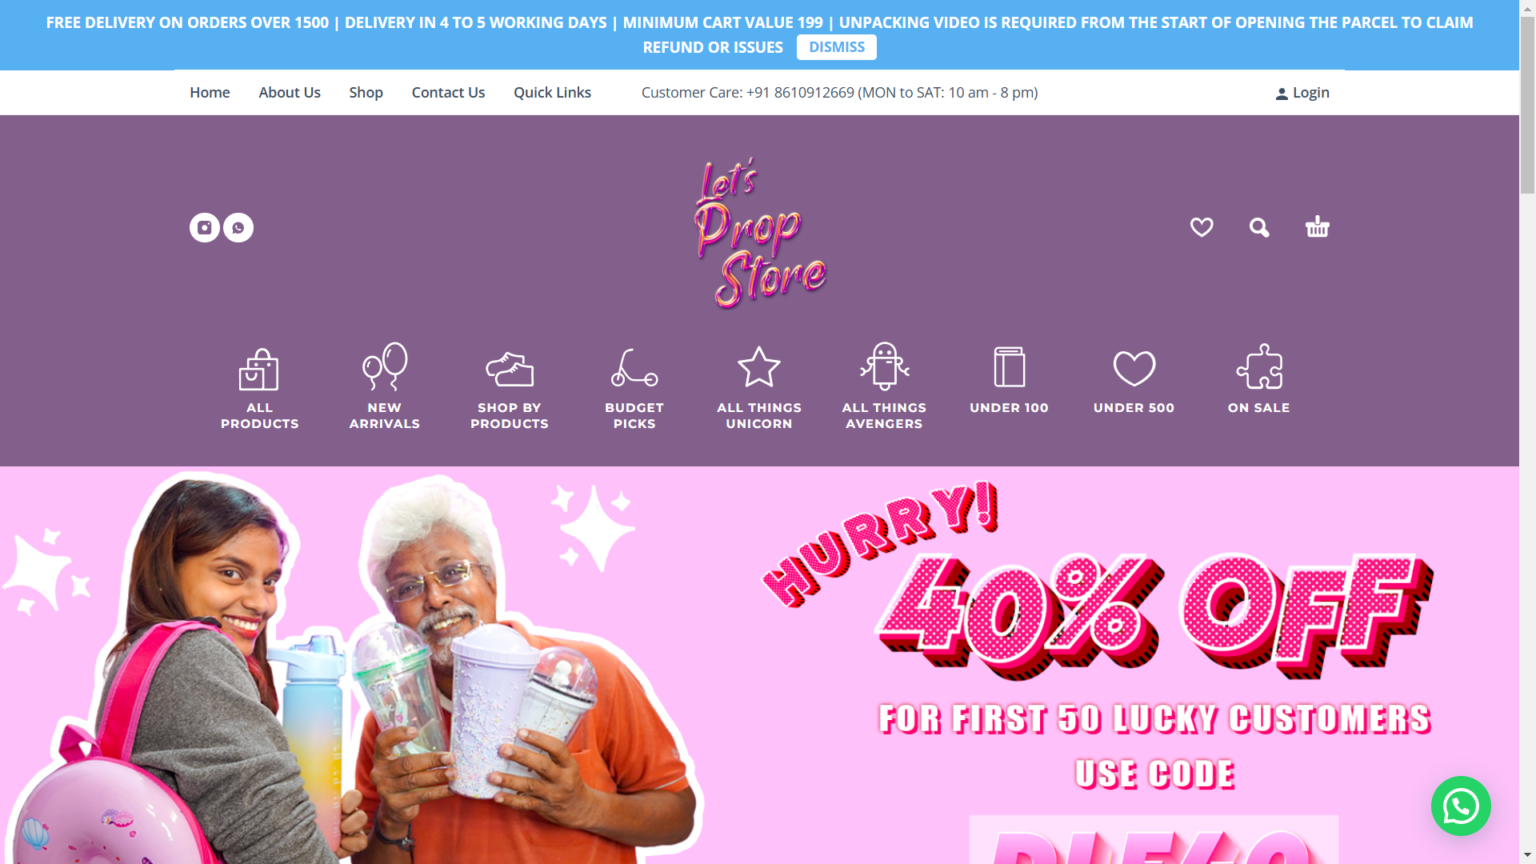 FREE DELIVERY ON ORDERS OVER 1500 | DELIVERY IN 4 TO 5 WORKING DAYS | MINIMUM CART VALUE 199 | UNPACKING VIDEO IS REQUIRED FROM THE START OF OPENING THE PARCEL TO CLAIM
REFUND OR ISSUES DISMISS
Home About Us Shop Contact Us Quick Links Customer Care: +91 8610912669 (MON to SAT: 10 am - 8 pm) Login
Let's
Prop
Store
ALL
PRODUCTS
NEW
ARRIVALS
SHOP BY
PRODUCTS
BUDGET
PICKS
ALL THINGS
UNICORN
ALL THINGS
AVENGERS
UNDER 100
UNDER 500
ON SALE
HURRY!
40% OFF
FOR FIRST 50 LUCKY CUSTOMERS
USE CODE